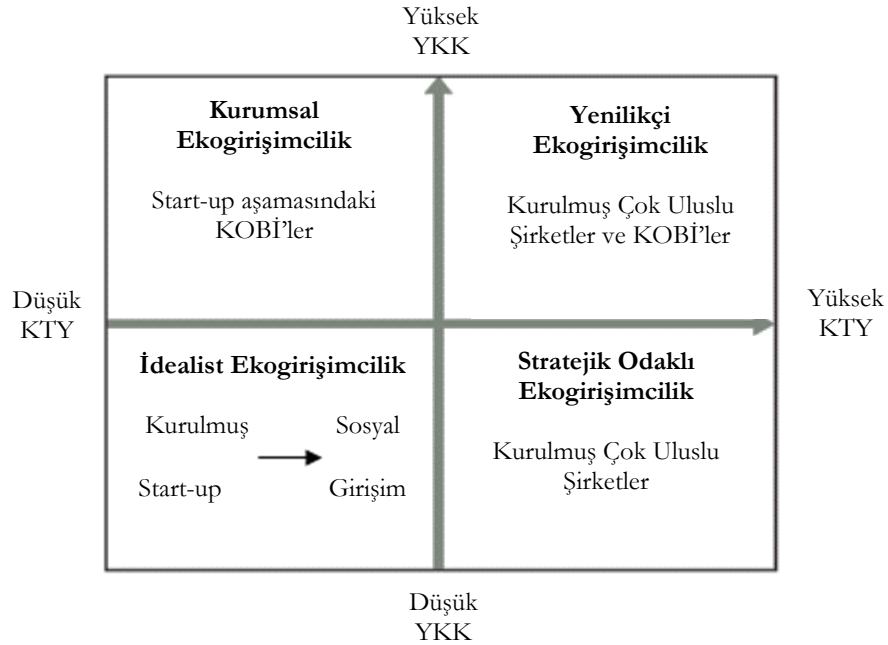 Yüksek
YKK
Kurumsal
Ekogirişimcilik
Start-up aşamasındaki
KOBİ’ler
Yenilikçi
Ekogirişimcilik
Kurulmuş Çok Uluslu
Şirketler ve KOBİ’ler
Düşük
KTY
Yüksek
KTY
İdealist Ekogirişimcilik
Kurulmuş Sosyal
Start-up Girişim
Stratejik Odaklı
Ekogirişimcilik
Kurulmuş Çok Uluslu
Şirketler
Düşük
YKK